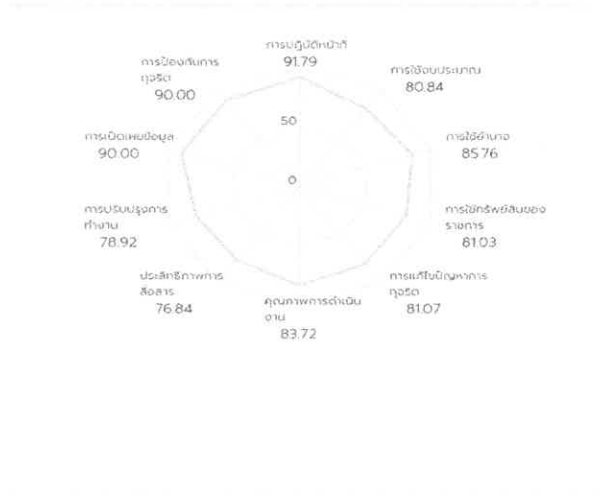 การปฏิบัติหน้าที่
91.79
การใช้งบประมาณ
80.84
การใช้อำนาจ
85.76
การใช้ทรัพย์สินของ
ราชการ
81.03
การแก้ไขปัญหาการ
ทุจริต
81.07
คุณภาพการดำเนิน
งาน
83.72
ประสิทธิภาพการ
สื่อสาร
76.84
การปรับปรุงการ
ทำงาน
78.92
การเปิดเผยข้อมูล
90.00
การป้องกันการ
ทุจริต
90.00
50
0